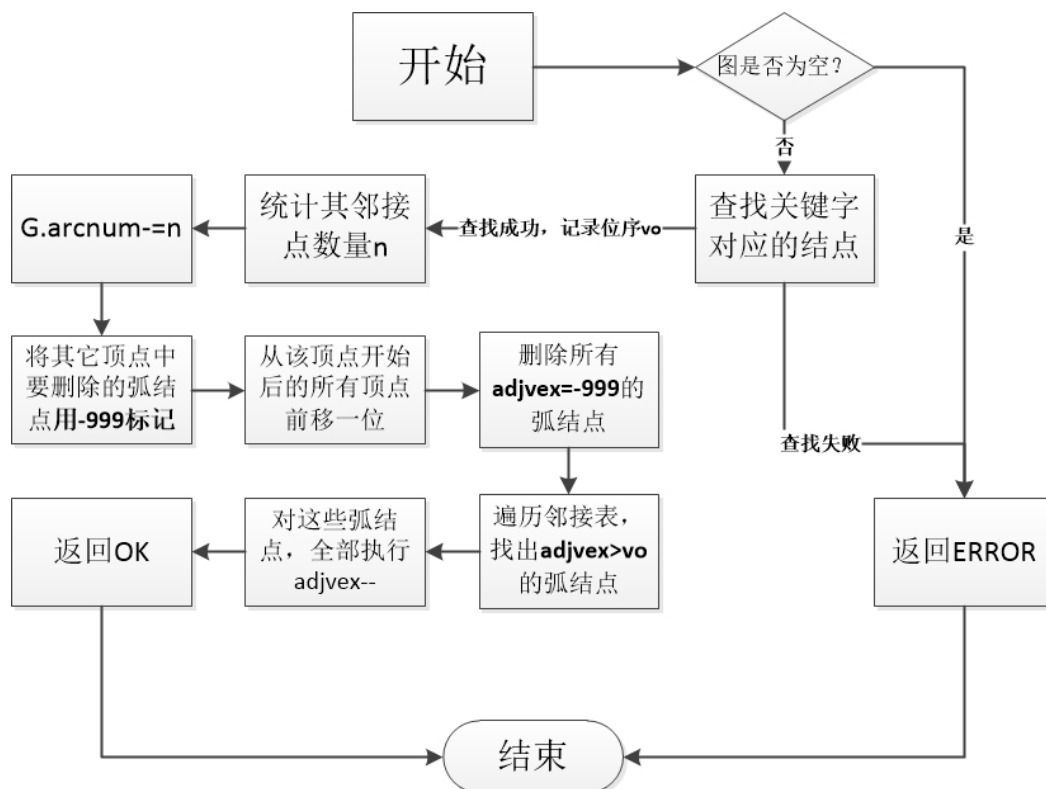 开始
图是否为空？
否
是
查找关键字
对应的结点
查找成功，记录位序vo
统计其邻接
点数量n
G.arcnum-=n
将其它顶点中
要删除的弧结
点用-999标记
从该顶点开始
后的所有顶点
前移一位
删除所有
adjvex=-999的
弧结点
查找失败
遍历邻接表，
找出adjvex>vo
的弧结点
对这些弧结
点，全部执行
adjvex--
返回OK
返回ERROR
结束